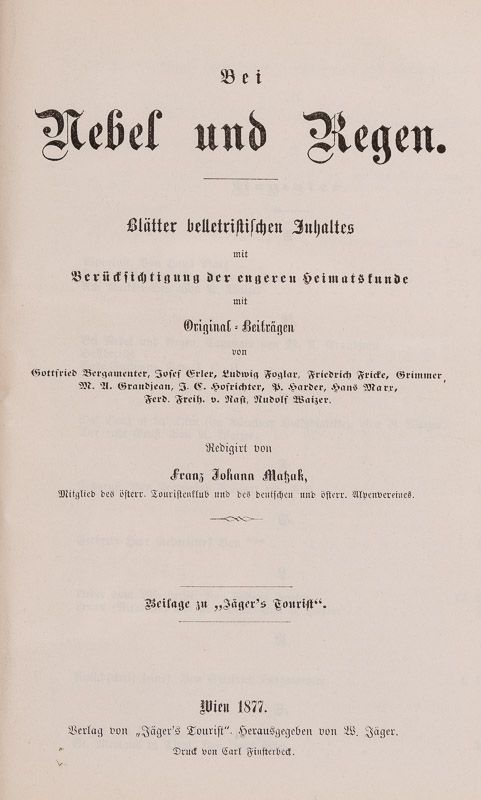 Bei
Nebel und Regen.
Blätter belletristischen Inhaltes
mit
Berücksichtigung der engeren Heimatskunde
mit
Original-Beiträgen
von
Gottfried Bergamenter, Josef Erler, Ludwig Foglar, Friedrich Fricke, Grimmer,
M. A. Grandjean, J. C. Hofrichter, P. Harder, Hans Marr,
Ferd. Freih. v. Nast, Rudolf Waizer.
Redigirt von
Franz Johann Matzak,
Mitglied des österr. Touristenklub und des deutschen und österr. Alpenvereines.
Beilage zu „Jäger's Tourist“.
Wien 1877.
Verlag von „Jäger's Tourist“. Herausgegeben von W. Jäger.
Druck von Carl Finsterbeck.